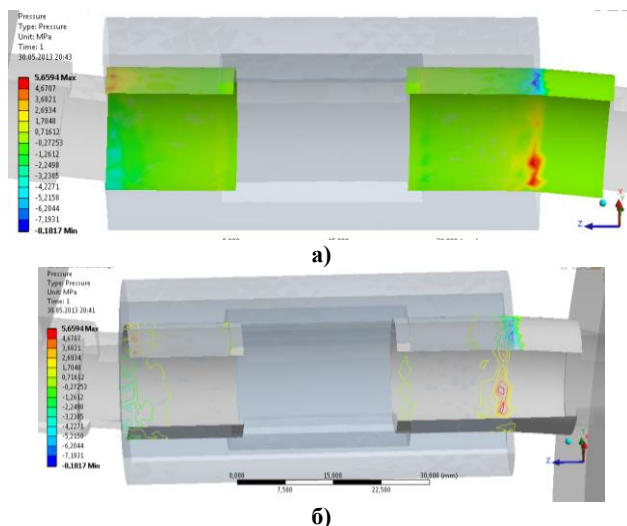 Pressure
Type: Pressure
Unit: MPa
Time: 1
30.05.2013 20:43
5,6594 Max
4,6707
3,6821
2,6934
1,7048
0,71612
-0,27253
-1,2612
-2,2498
-3,2385
-4,2271
-5,2158
-6,2044
-7,1931
-8,1817 Min
Z
а)
Pressure
Type: Pressure
Unit: MPa
Time: 1
30.05.2013 20:41
5,6594 Max
4,6707
3,6821
2,6934
1,7048
0,71612
-0,27253
-1,2612
-2,2498
-3,2385
-4,2271
-5,2158
-6,2044
-7,1931
-8,1817 Min
Z
0,000 15,000 30,000 (mm)
7,500 22,500
б)